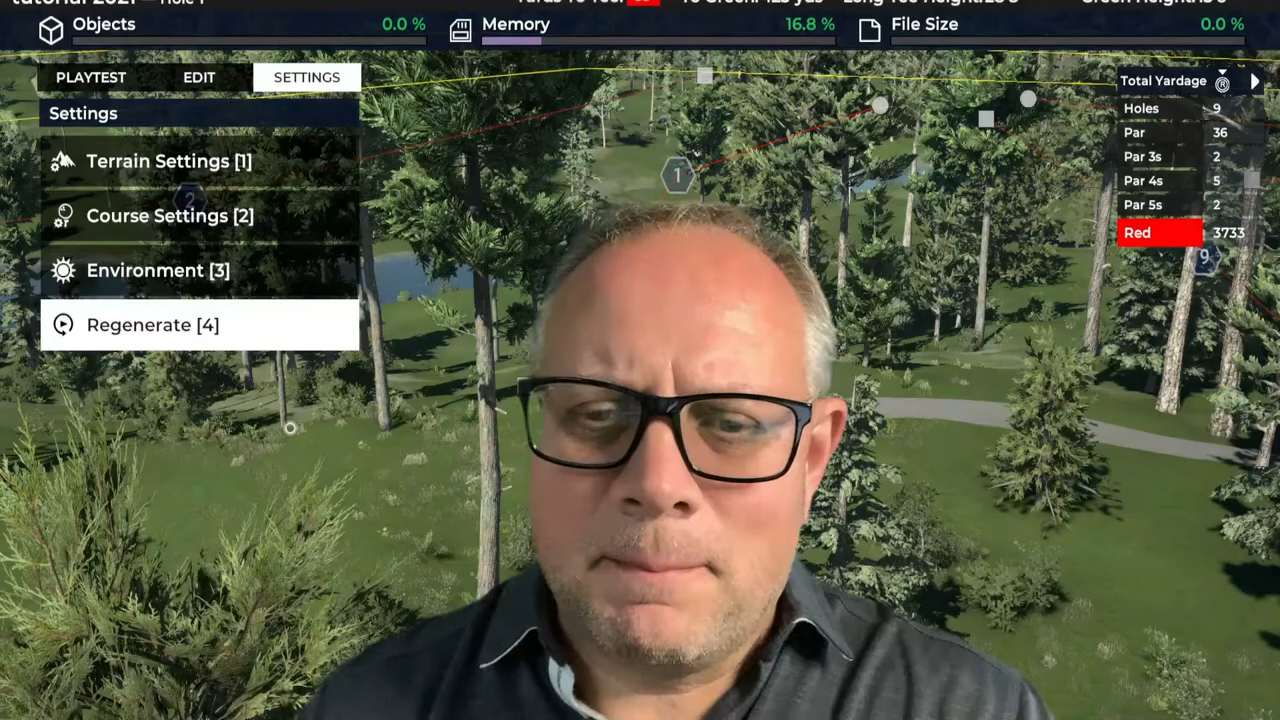 Objects
0.0 %
Memory
16.8 %
File Size
0.0 %
PLAYTEST
EDIT
SETTINGS
Settings
Terrain Settings [1]
Course Settings [2]
Environment [3]
Regenerate [4]
Total Yardage
Holes 9
Par 36
Par 3s 2
Par 4s 5
Par 5s 2
Red 3733
1
2
9